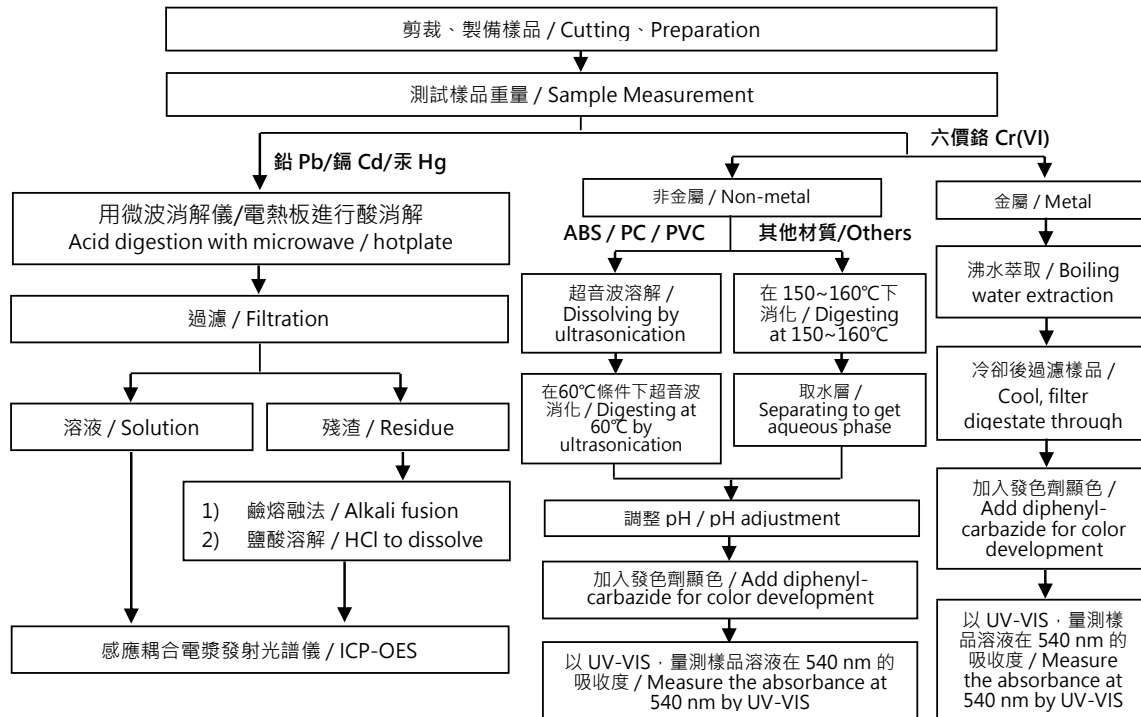 剪裁、製備樣品 / Cutting、Preparation
測試樣品重量 / Sample Measurement
鉛 Pb/鎘 Cd/汞 Hg
用微波消解儀/電熱板進行酸消解
Acid digestion with microwave / hotplate
過濾 / Filtration
溶液 / Solution
殘渣 / Residue
1) 鹼熔融法 / Alkali fusion
2) 鹽酸溶解 / HCl to dissolve
感應耦合電漿發射光譜儀 / ICP-OES
六價鉻 Cr(VI)
非金屬 / Non-metal
ABS / PC / PVC
其他材質/Others
超音波溶解 /
Dissolving by
ultrasonication
在60℃條件下超音波
消化 / Digesting at
60℃ by
ultrasonication
在 150~160℃下
消化 / Digesting
at 150~160℃
取水層 /
Separating to get
aqueous phase
調整 pH / pH adjustment
加入發色劑顯色 / Add diphenyl-
carbazide for color development
以 UV-VIS，量測樣品溶液在 540 nm 的
吸收度 / Measure the absorbance at
540 nm by UV-VIS
金屬 / Metal
沸水萃取 / Boiling
water extraction
冷卻後過濾樣品 /
Cool, filter
digestate through
加入發色劑顯色 /
Add diphenyl-
carbazide for color
development
以 UV-VIS，量測樣
品溶液在 540 nm 的
吸收度 / Measure
the absorbance at
540 nm by UV-VIS